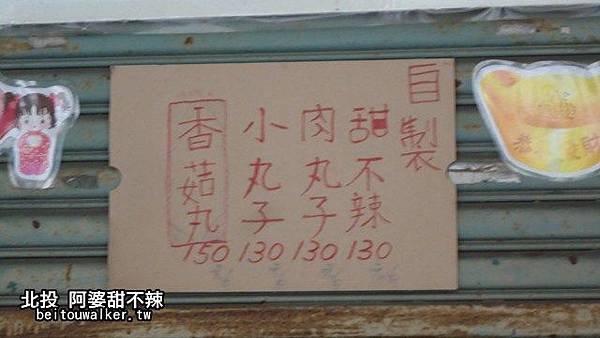 自製
甜不辣 130
肉丸子 130
小丸子 130
香菇丸 150
北投 阿婆甜不辣
beitouwalker.tw